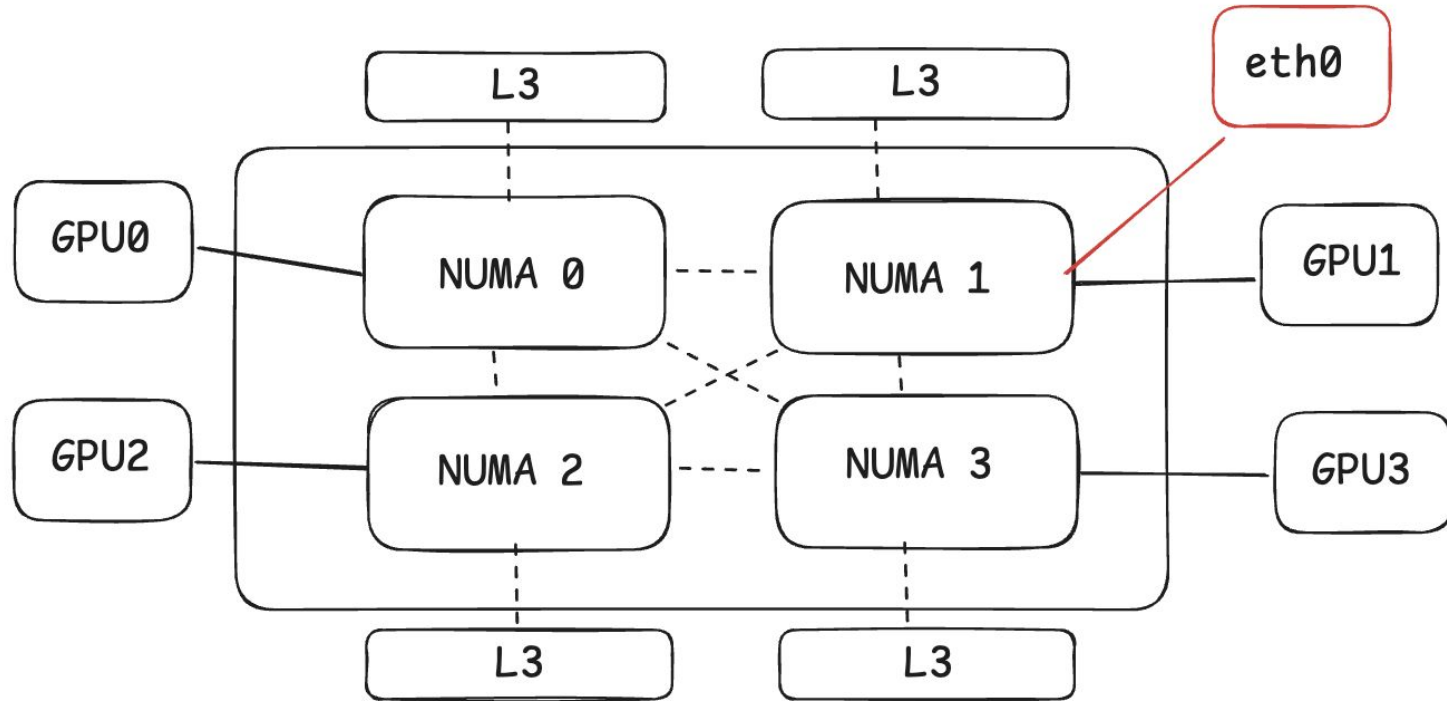 eth0
L3
L3
GPU0
NUMA 0
NUMA 1
GPU1
GPU2
NUMA 2
NUMA 3
GPU3
L3
L3